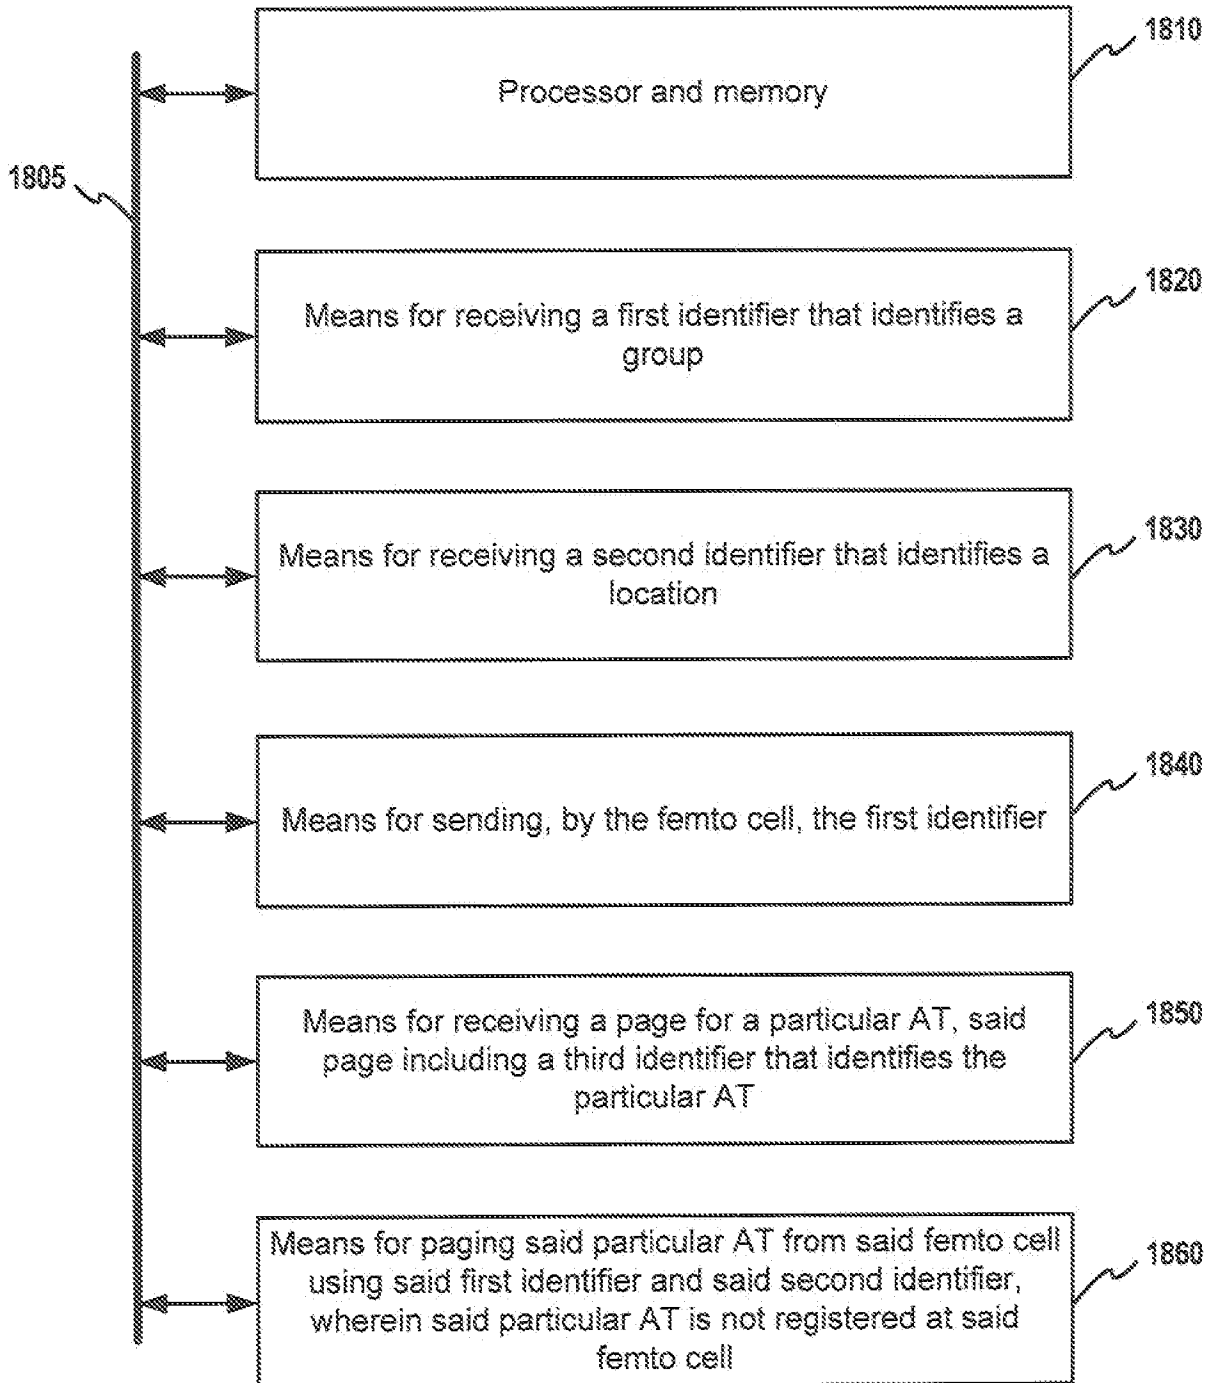 1810
Processor and memory
1805
1820
Means for receiving a first identifier that identifies a
group
1830
Means for receiving a second identifier that identifies a
location
1840
Means for sending, by the femto cell, the first identifier
1850
Means for receiving a page for a particular AT, said
page including a third identifier that identifies the
particular AT
1860
Means for paging said particular AT from said femto cell
using said first identifier and said second identifier,
wherein said particular AT is not registered at said
femto cell